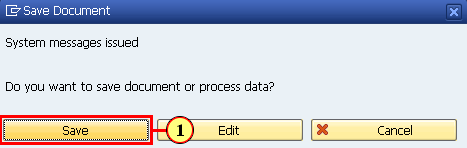 Save Document
System messages issued
Do you want to save document or process data?
Save 1 Edit Cancel